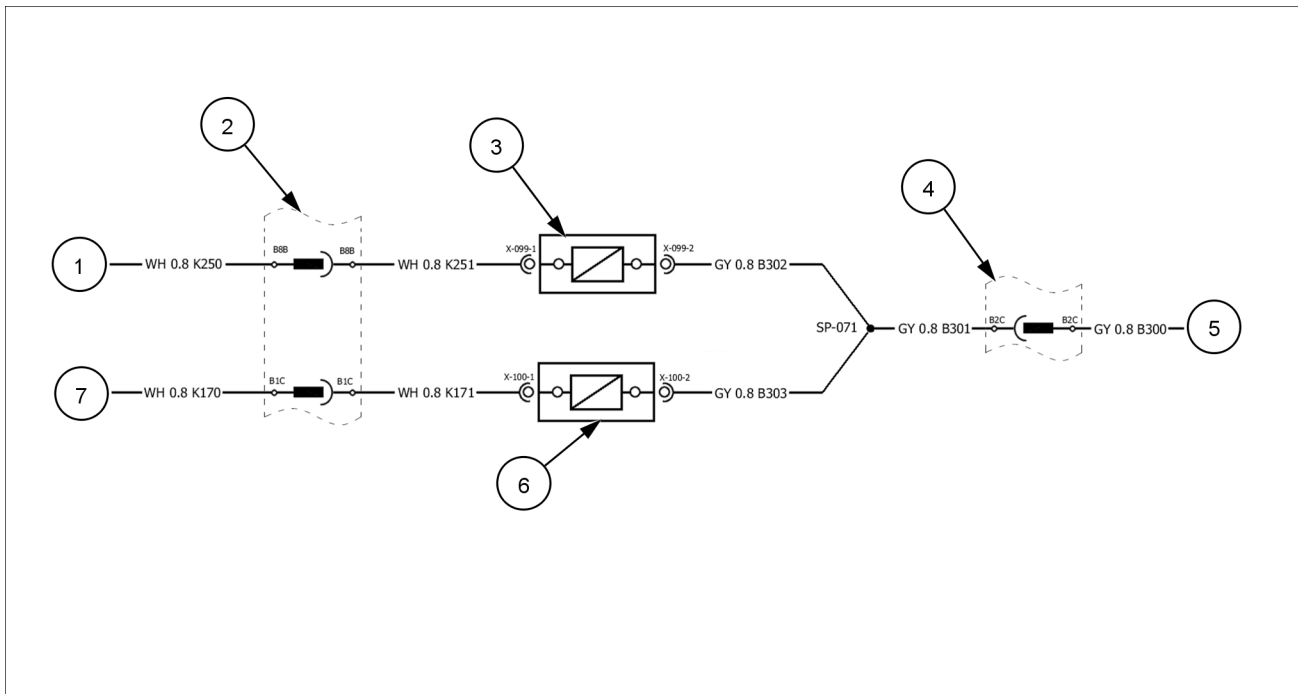 2
3
4
1
WH 0.8 K250
B8B
B8B
WH 0.8 K251
X-099-1
X-099-2
GY 0.8 B302
SP-071
GY 0.8 B301
B2C
B2C
GY 0.8 B300
5
7
WH 0.8 K170
B1C
B1C
WH 0.8 K171
X-100-1
X-100-2
GY 0.8 B303
6